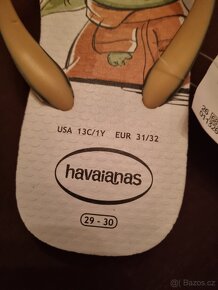 USA 13C/1Y EUR 31/32
havaianas
29 - 30
Bazos.cz